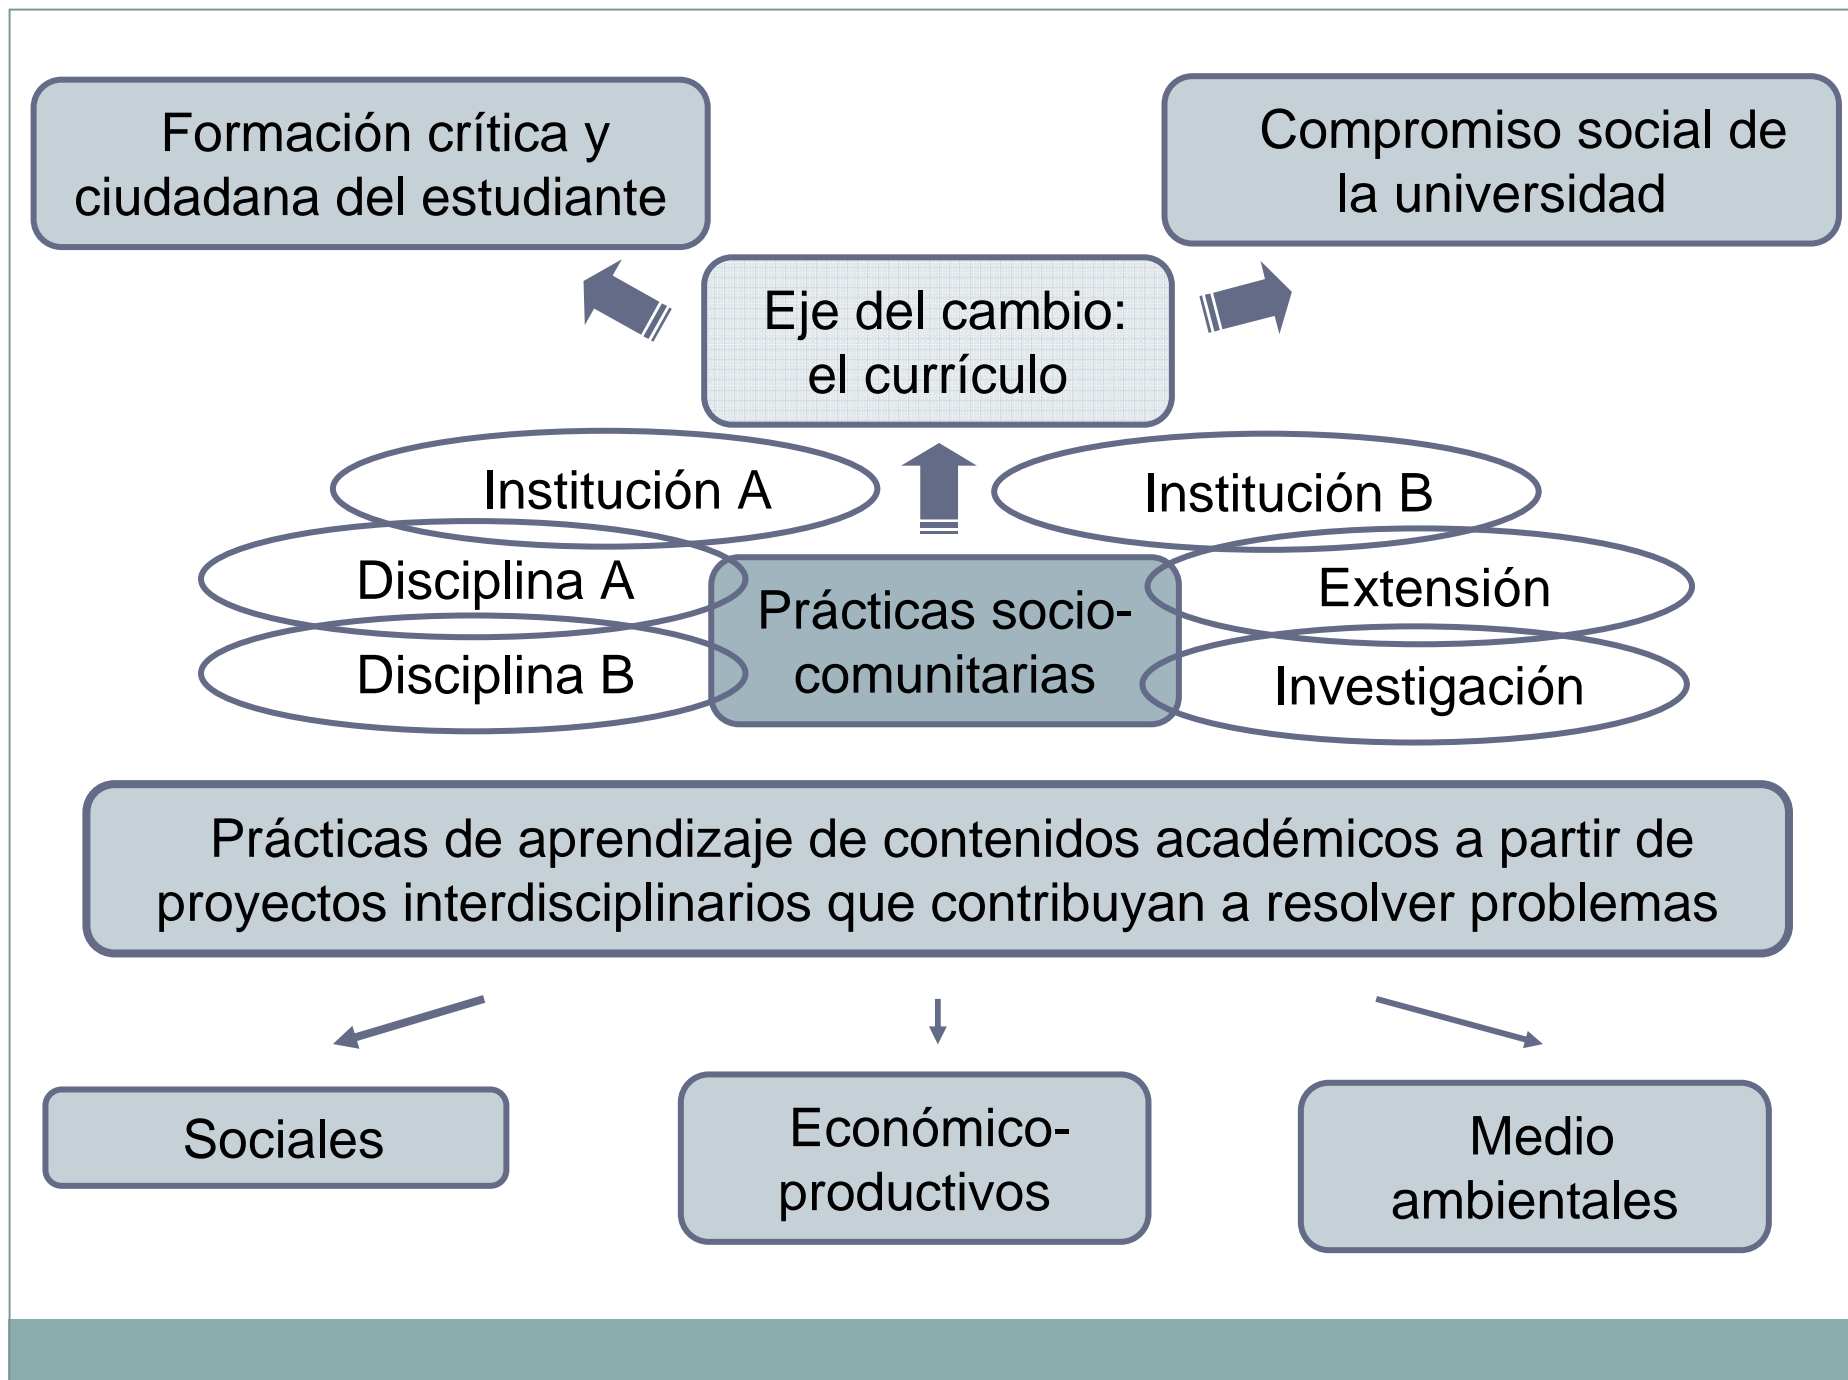 Formación crítica y
ciudadana del estudiante
Compromiso social de
la universidad
Eje del cambio:
el currículo
Institución A
Institución B
Disciplina A
Disciplina B
Prácticas socio-
comunitarias
Extensión
Investigación
Prácticas de aprendizaje de contenidos académicos a partir de
proyectos interdisciplinarios que contribuyan a resolver problemas
Sociales
Económico-
productivos
Medio
ambientales